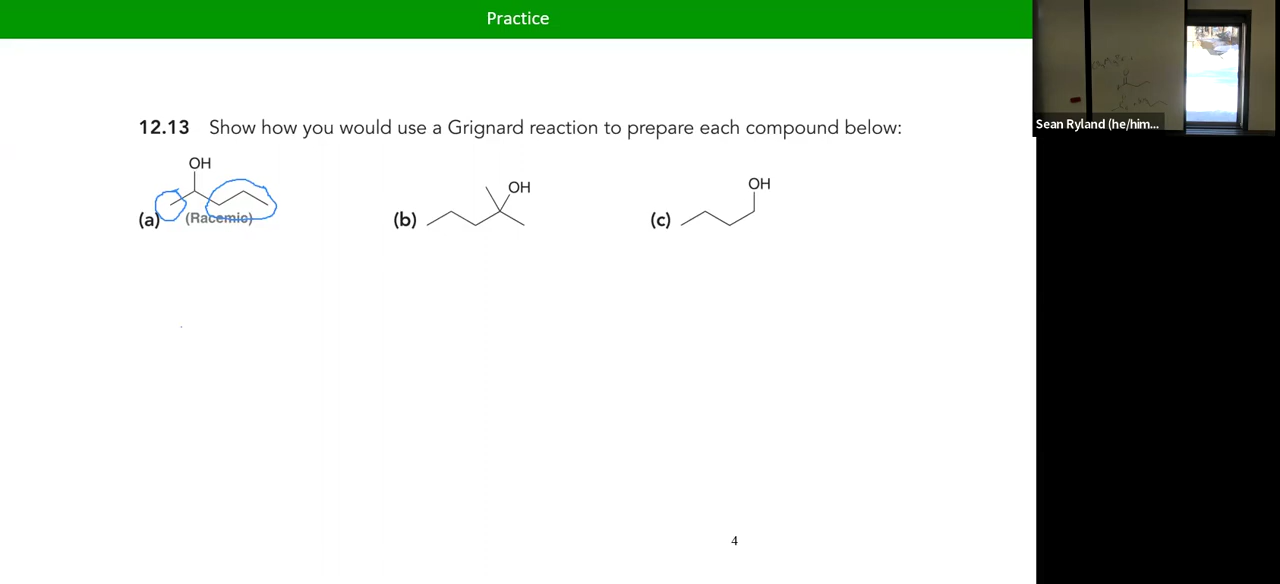 Practice
12.13 Show how you would use a Grignard reaction to prepare each compound below:
OH
(a) (Racemic)
OH
(b)
OH
(c)
4
Sean Ryland (he/him...